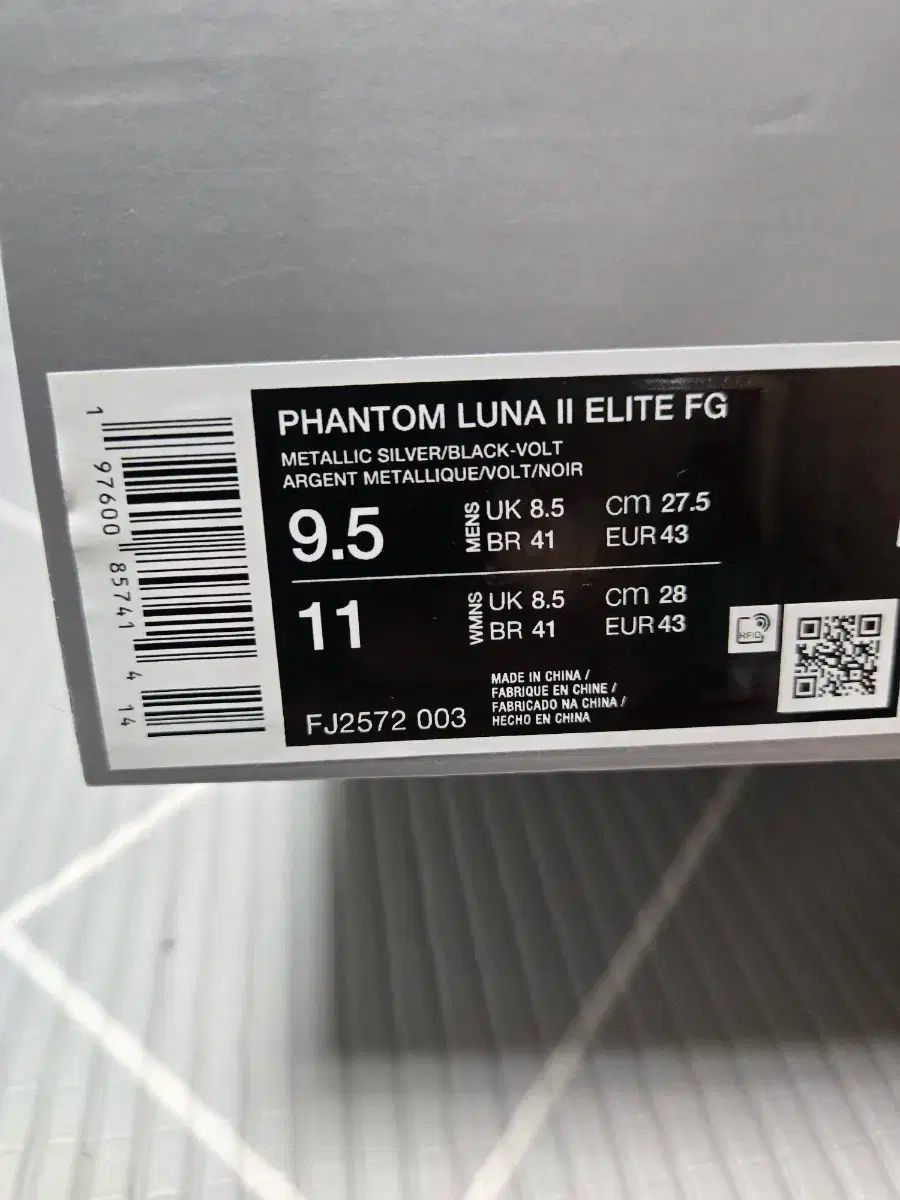 PHANTOM LUNA II ELITE FG
METALLIC SILVER/BLACK-VOLT
ARGENT METALLIQUE/VOLT/NOIR
9.5 MENS UK 8.5 cm 27.5
BR 41 EUR 43
11 WMNS UK 8.5 cm 28
BR 41 EUR 43
RFID
MADE IN CHINA /
FABRIQUE EN CHINE /
FABRICADO NA CHINA /
HECHO EN CHINA
FJ2572 003
1 97600 85741 4 14